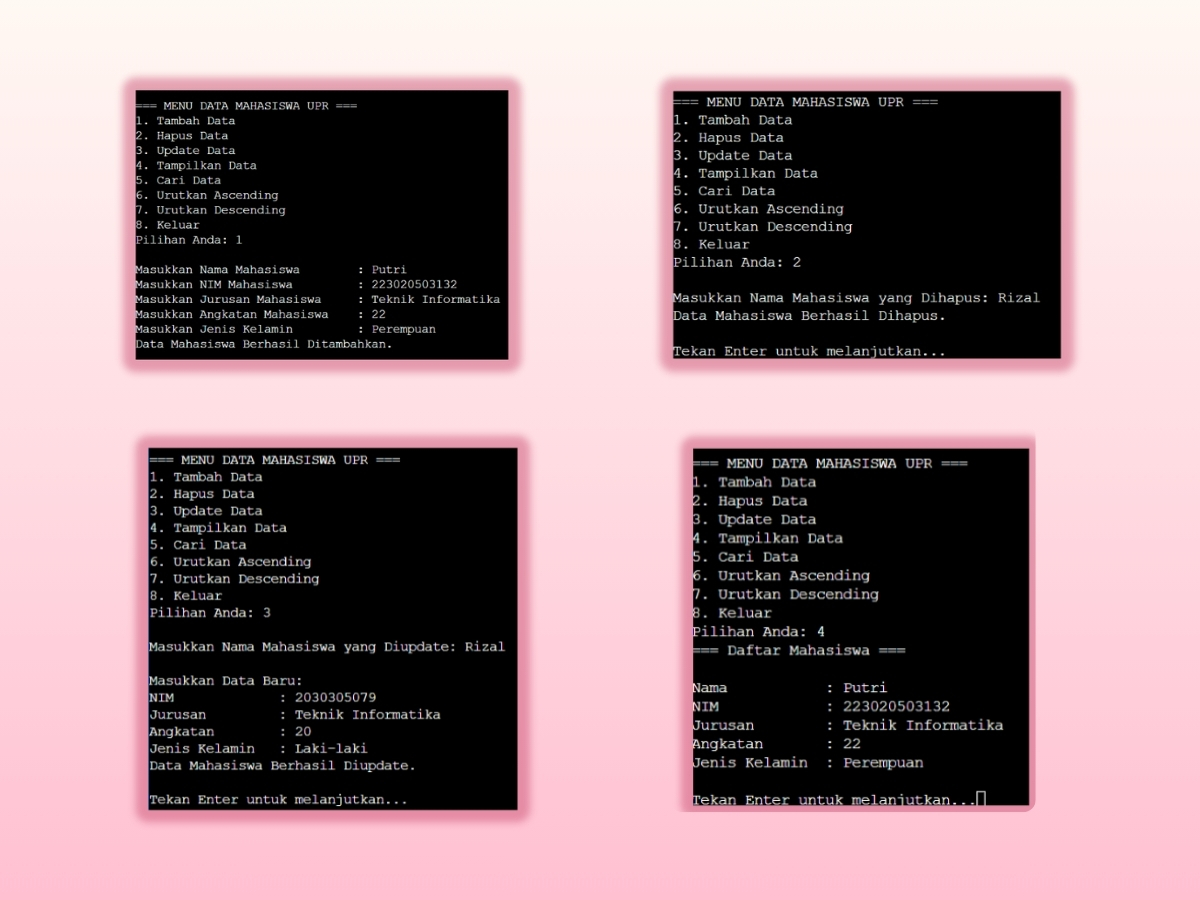 === MENU DATA MAHASISWA UPR ===
1. Tambah Data
2. Hapus Data
3. Update Data
4. Tampilkan Data
5. Cari Data
6. Urutkan Ascending
7. Urutkan Descending
8. Keluar
Pilihan Anda: 1
Masukkan Nama Mahasiswa : Putri
Masukkan NIM Mahasiswa : 223020503132
Masukkan Jurusan Mahasiswa : Teknik Informatika
Masukkan Angkatan Mahasiswa : 22
Masukkan Jenis Kelamin : Perempuan
Data Mahasiswa Berhasil Ditambahkan.
=== MENU DATA MAHASISWA UPR ===
1. Tambah Data
2. Hapus Data
3. Update Data
4. Tampilkan Data
5. Cari Data
6. Urutkan Ascending
7. Urutkan Descending
8. Keluar
Pilihan Anda: 2
Masukkan Nama Mahasiswa yang Dihapus: Rizal
Data Mahasiswa Berhasil Dihapus.
Tekan Enter untuk melanjutkan...
=== MENU DATA MAHASISWA UPR ===
1. Tambah Data
2. Hapus Data
3. Update Data
4. Tampilkan Data
5. Cari Data
6. Urutkan Ascending
7. Urutkan Descending
8. Keluar
Pilihan Anda: 3
Masukkan Nama Mahasiswa yang Diupdate: Rizal
Masukkan Data Baru:
NIM : 2030305079
Jurusan : Teknik Informatika
Angkatan : 20
Jenis Kelamin : Laki-laki
Data Mahasiswa Berhasil Diupdate.
Tekan Enter untuk melanjutkan...
=== MENU DATA MAHASISWA UPR ===
1. Tambah Data
2. Hapus Data
3. Update Data
4. Tampilkan Data
5. Cari Data
6. Urutkan Ascending
7. Urutkan Descending
8. Keluar
Pilihan Anda: 4
=== Daftar Mahasiswa ===
Nama : Putri
NIM : 223020503132
Jurusan : Teknik Informatika
Angkatan : 22
Jenis Kelamin : Perempuan
Tekan Enter untuk melanjutkan...